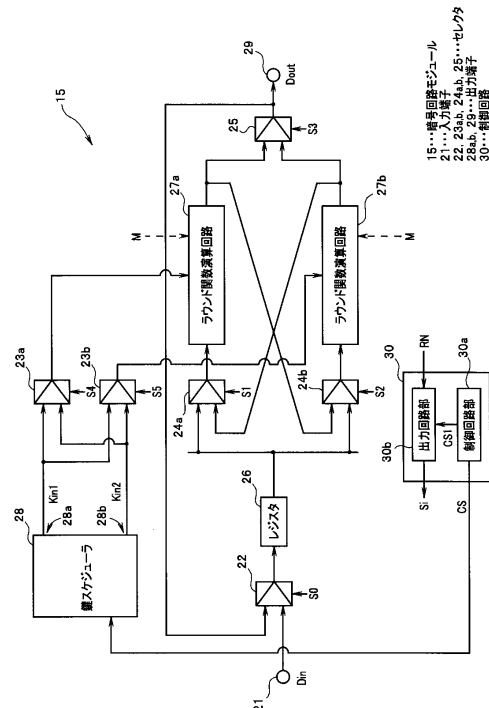 15
28
鍵スケジューラ
Kin1
28a
Kin2
28b
23a
S4
23b
S5
24a
S1
24b
S2
M
27a
ラウンド関数演算回路
ラウンド関数演算回路
27b
M
25
S3
29
Dout
21
Din
22
S0
26
レジスタ
30
30b
出力回路部
RN
Si
CS1
制御回路部
30a
CS
15・・・暗号回路モジュール
21・・・入力端子
22, 23a,b, 24a,b, 25・・・セレクタ
28a,b, 29・・・出力端子
30・・・制御回路